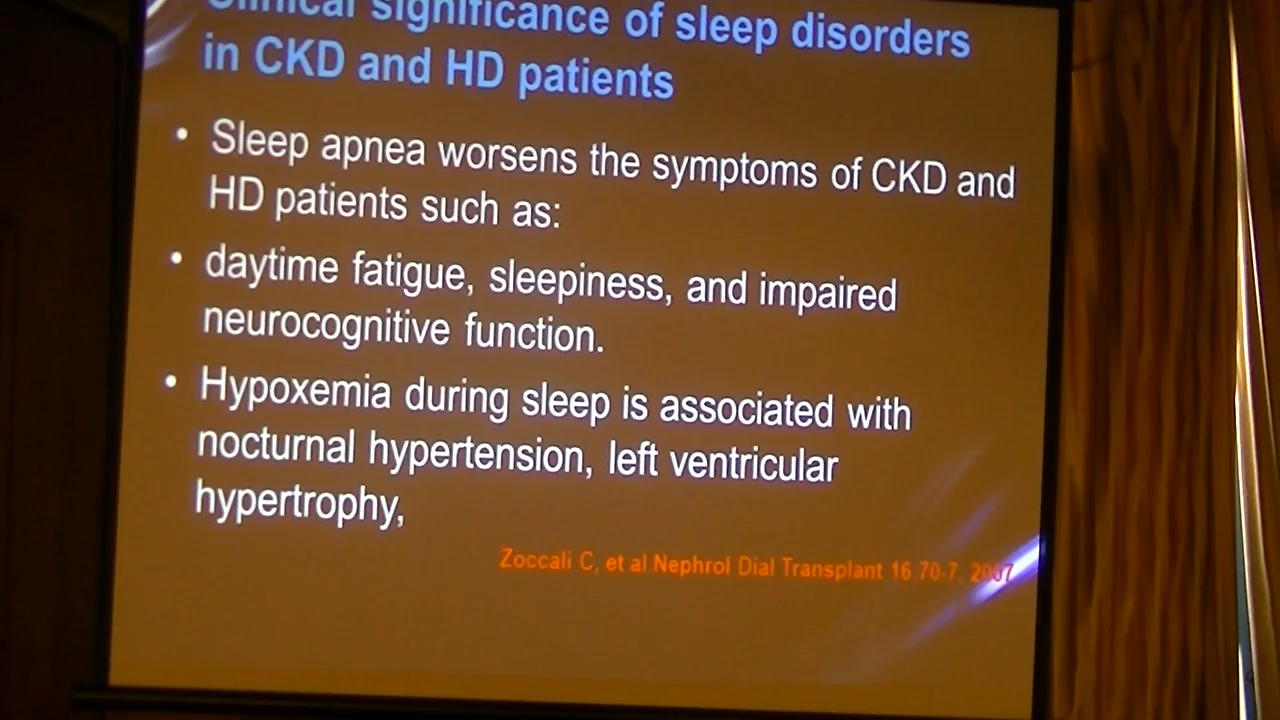 Clinical significance of sleep disorders
in CKD and HD patients
• Sleep apnea worsens the symptoms of CKD and
HD patients such as:
• daytime fatigue, sleepiness, and impaired
neurocognitive function.
• Hypoxemia during sleep is associated with
nocturnal hypertension, left ventricular
hypertrophy,
Zoccali C, et al Nephrol Dial Transplant 16 70-7, 2007